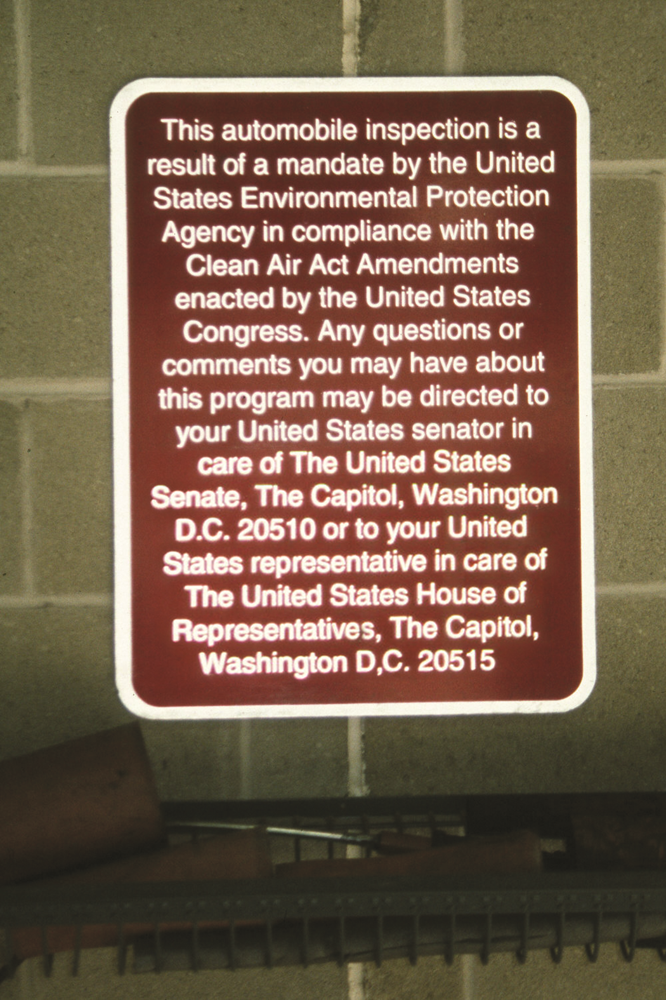 This automobile inspection is a
result of a mandate by the United
States Environmental Protection
Agency in compliance with the
Clean Air Act Amendments
enacted by the United States
Congress. Any questions or
comments you may have about
this program may be directed to
your United States senator in
care of The United States
Senate, The Capitol, Washington
D.C. 20510 or to your United
States representative in care of
The United States House of
Representatives, The Capitol,
Washington D,C. 20515